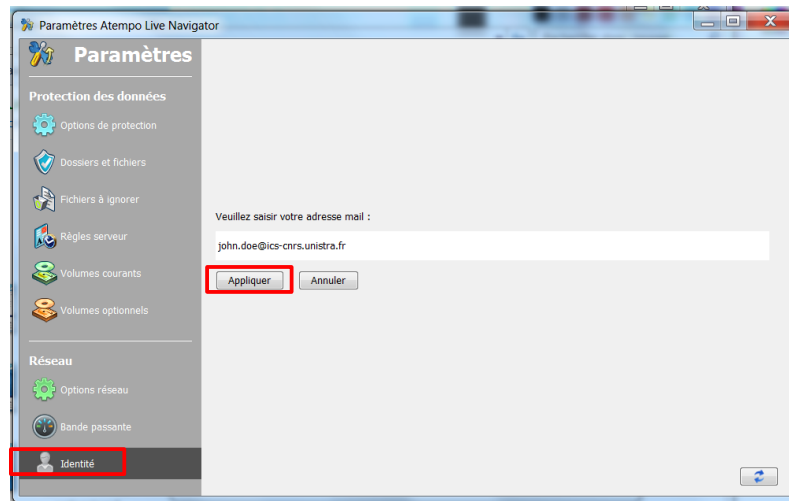 Paramètres Atempo Live Navigator
Paramètres
Protection des données
Options de protection
Dossiers et fichiers
Fichiers à ignorer
Règles serveur
Volumes courants
Volumes optionnels
Réseau
Options réseau
Bande passante
Identité
Veuillez saisir votre adresse mail :
john.doe@ics-cnrs.unistra.fr
Appliquer Annuler